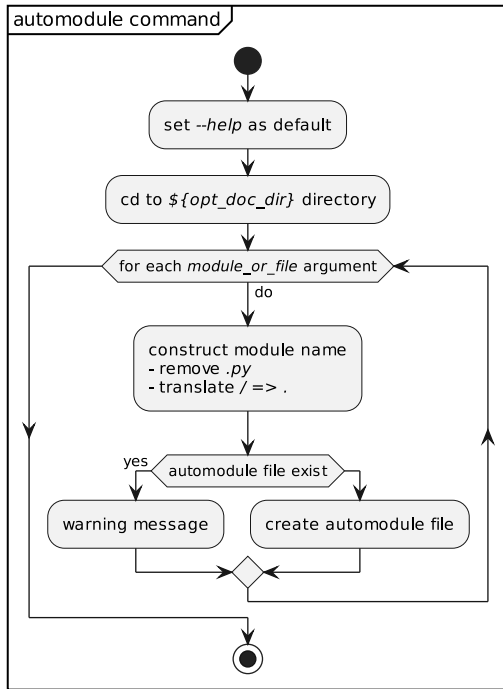 automodule command
set --help as default
cd to ${opt_doc_dir} directory
for each module_or_file argument
do
construct module name
- remove .py
- translate / => .
yes
automodule file exist
warning message
create automodule file